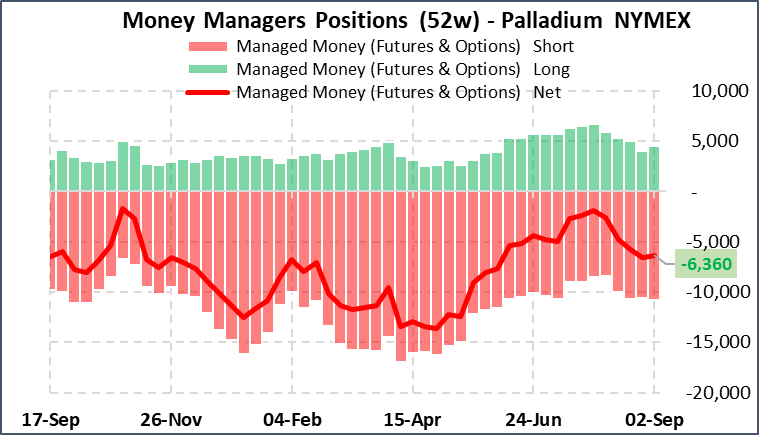 Money Managers Positions (52w) - Palladium NYMEX
Managed Money (Futures & Options) Short
Managed Money (Futures & Options) Long
Managed Money (Futures & Options) Net
10,000
5,000
-
-5,000
-6,360
-10,000
-15,000
-20,000
17-Sep 26-Nov 04-Feb 15-Apr 24-Jun 02-Sep